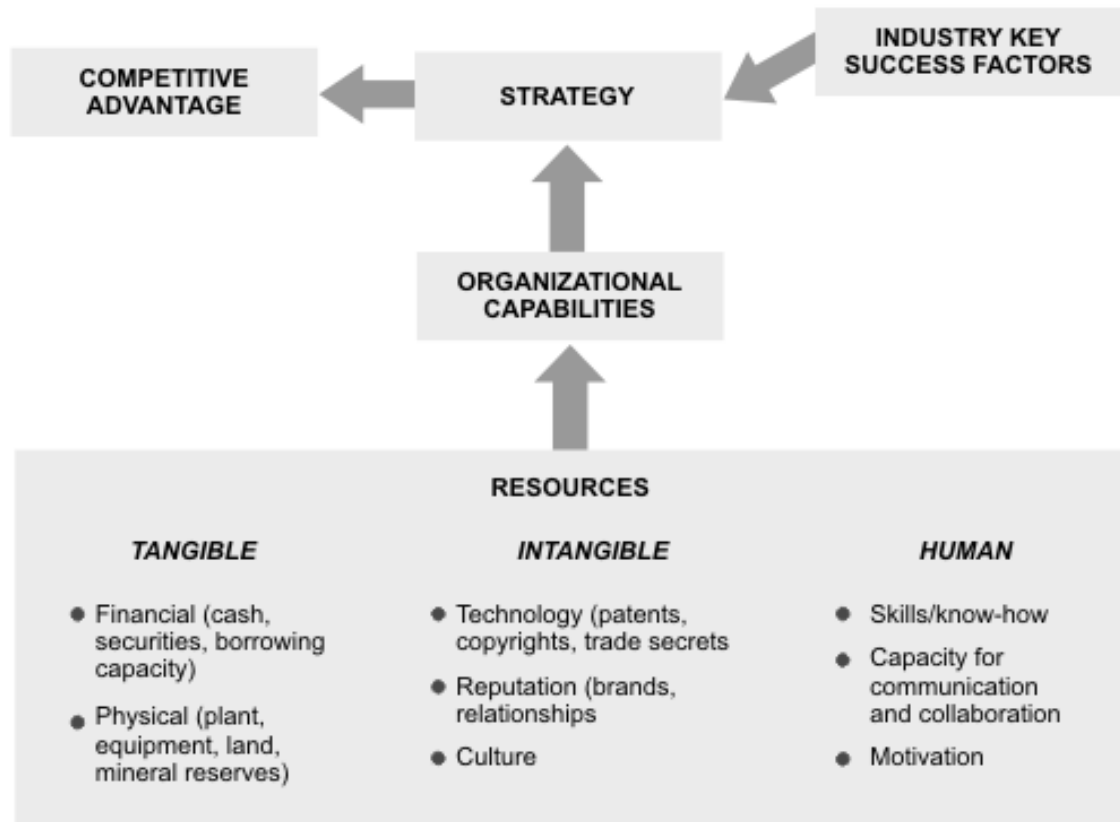 COMPETITIVE
ADVANTAGE
STRATEGY
INDUSTRY KEY
SUCCESS FACTORS
ORGANIZATIONAL
CAPABILITIES
RESOURCES
TANGIBLE
Financial (cash,
securities, borrowing
capacity)
Physical (plant,
equipment, land,
mineral reserves)
INTANGIBLE
Technology (patents,
copyrights, trade secrets
Reputation (brands,
relationships
Culture
HUMAN
Skills/know-how
Capacity for
communication
and collaboration
Motivation